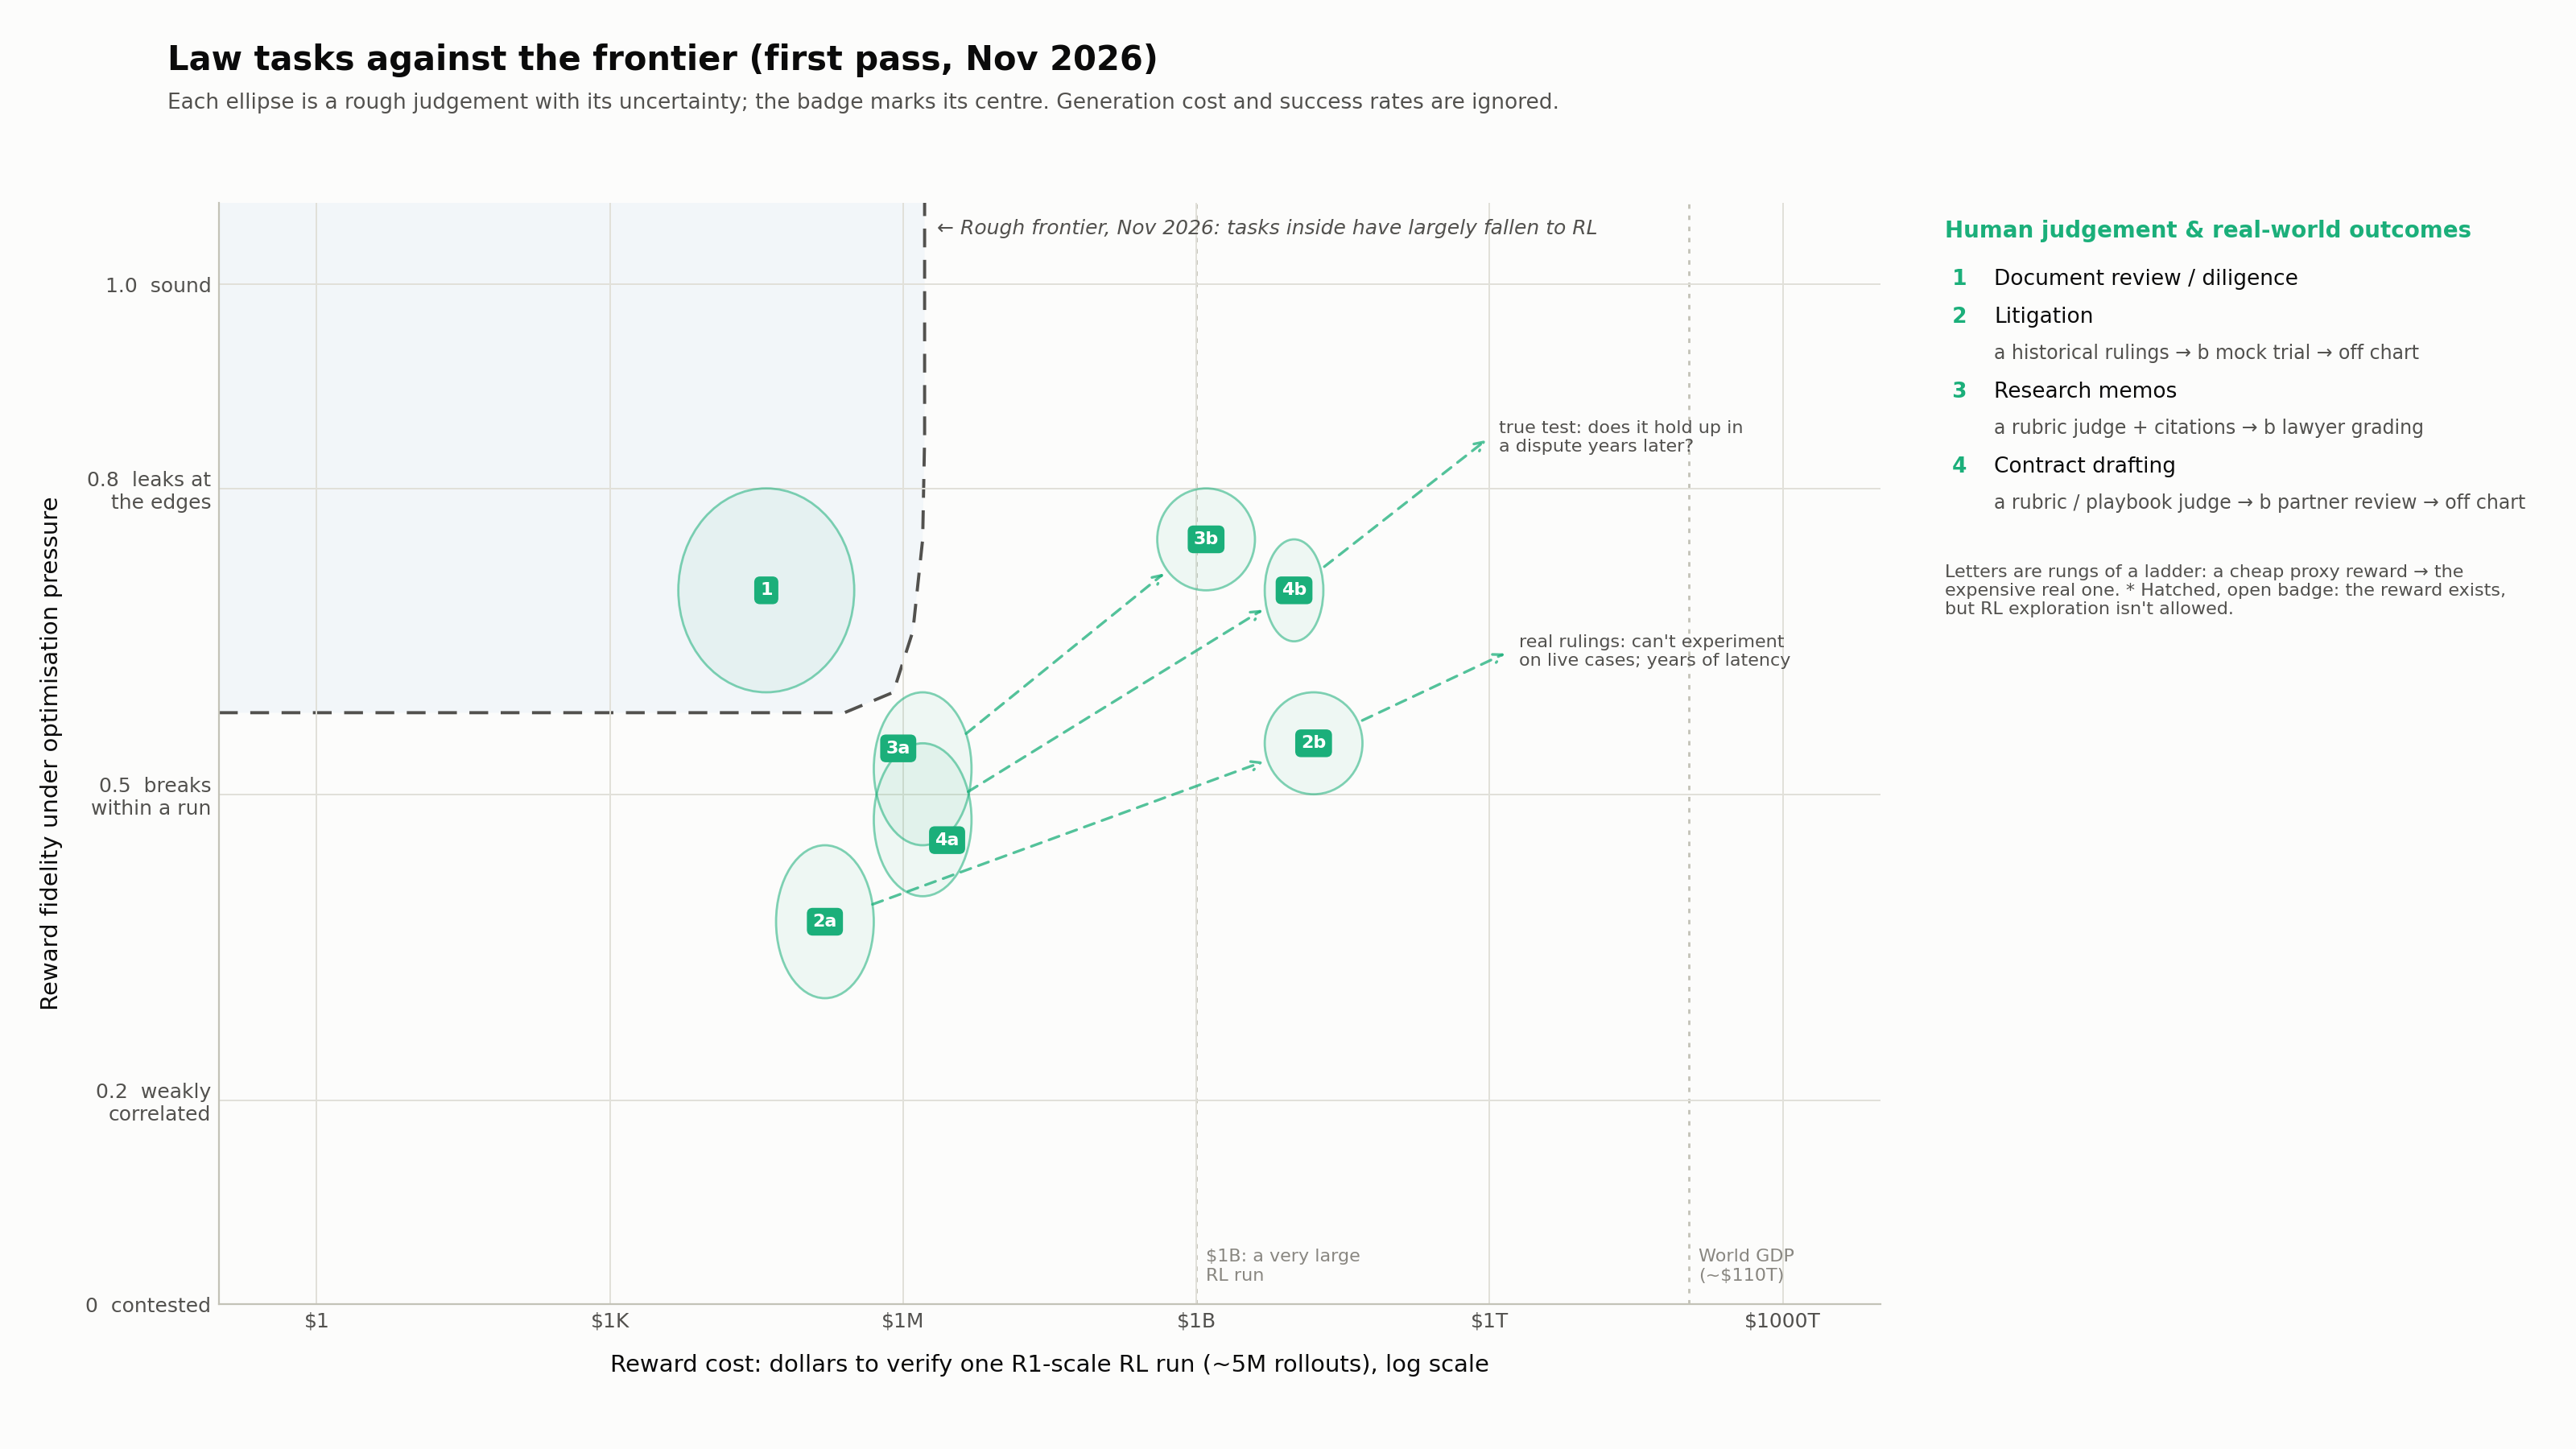 Law tasks against the frontier (first pass, Nov 2026)
Each ellipse is a rough judgement with its uncertainty; the badge marks its centre. Generation cost and success rates are ignored.
← Rough frontier, Nov 2026: tasks inside have largely fallen to RL
Reward fidelity under optimisation pressure
1.0 sound
0.8 leaks at
the edges
0.5 breaks
within a run
0.2 weakly
correlated
0 contested
true test: does it hold up in
a dispute years later?
3b
1
4b
real rulings: can't experiment
on live cases; years of latency
3a
2b
4a
2a
$1B: a very large
RL run
World GDP
(~$110T)
$1
$1K
$1M
$1B
$1T
$1000T
Reward cost: dollars to verify one R1-scale RL run (~5M rollouts), log scale
Human judgement & real-world outcomes
1 Document review / diligence
2 Litigation
a historical rulings → b mock trial → off chart
3 Research memos
a rubric judge + citations → b lawyer grading
4 Contract drafting
a rubric / playbook judge → b partner review → off chart
Letters are rungs of a ladder: a cheap proxy reward → the
expensive real one. * Hatched, open badge: the reward exists,
but RL exploration isn't allowed.